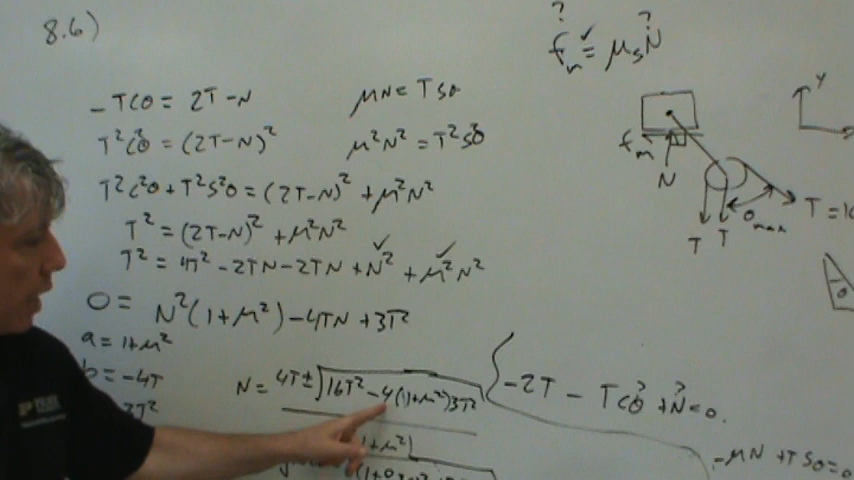 8.6)
? ?
fm = μsN
-Tcθ = 2T-N
μN = Tsθ
T²c²θ = (2T-N)²
μ²N² = T²s²θ
T²c²θ + T²s²θ = (2T-N)² + μ²N²
T² = (2T-N)² + μ²N²
T² = 4T² - 2TN - 2TN + N² + μ²N²
0 = N²(1+μ²) - 4TN + 3T²
a = 1+μ²
b = -4T
N = 4T ± √16T² - 4(1+μ²)3T²
-2T - Tcθ + N = 0.
? ?
-μN + Tsθ = 0
y
fm
N
T T
θmax
T = 10
θ